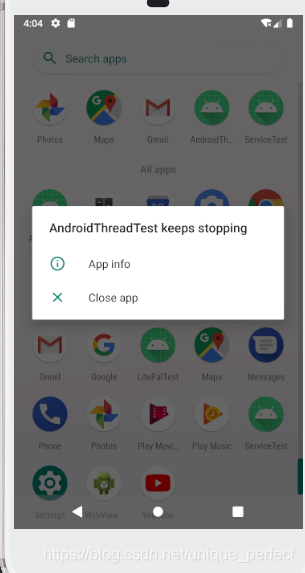 4:04
Search apps
Photos Maps Gmail AndroidTh... ServiceTest
All apps
AndroidThreadTest keeps stopping
App info
Close app
Gmail Google LitePalTest Maps Messages
Phone Photos Play Movi... Play Music ServiceTest
Settings WebView... YouTube
https://blog.csdn.net/unique_perfect